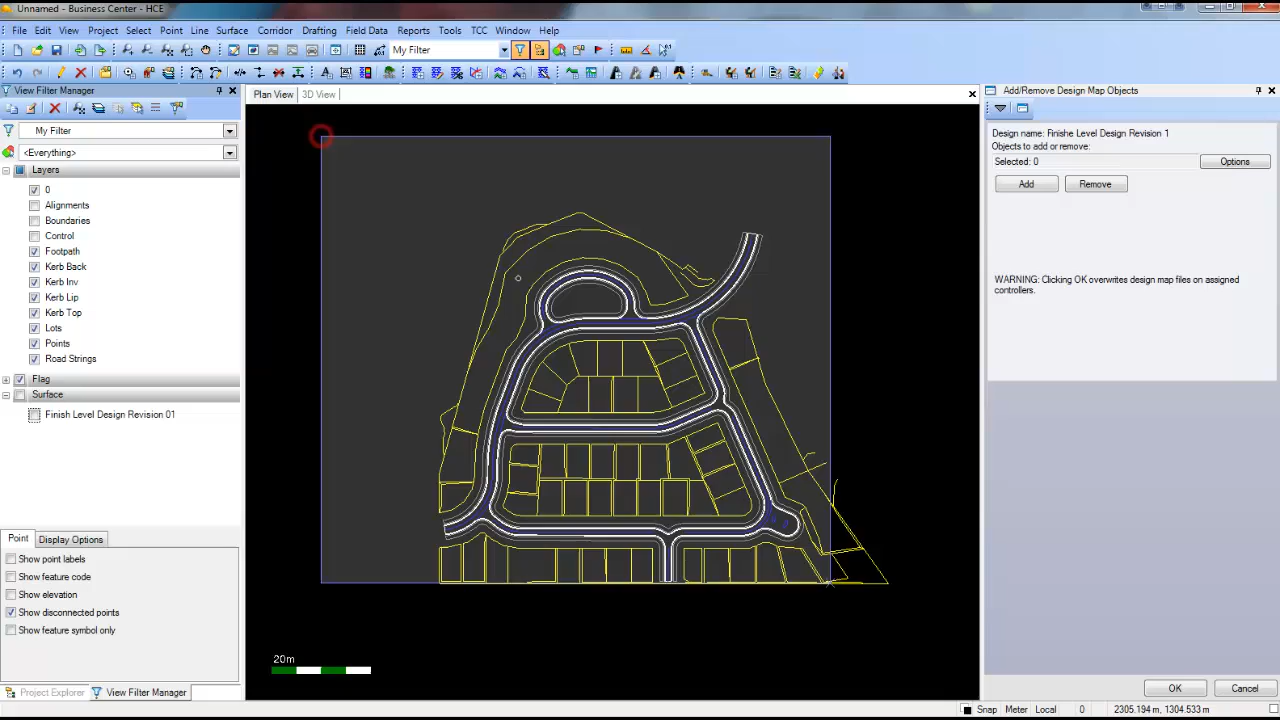 Unnamed - Business Center - HCE
File Edit View Project Select Point Line Surface Corridor Drafting Field Data Reports Tools TCC Window Help
My Filter
View Filter Manager
Plan View 3D View
Add/Remove Design Map Objects
My Filter
<Everything>
Layers
0
Alignments
Boundaries
Control
Footpath
Kerb Back
Kerb Inv
Kerb Lip
Kerb Top
Lots
Points
Road Strings
Flag
Surface
Finish Level Design Revision 01
Point Display Options
Show point labels
Show feature code
Show elevation
Show disconnected points
Show feature symbol only
Project Explorer View Filter Manager
20m
Design name: Finishe Level Design Revision 1
Objects to add or remove:
Selected: 0 Options
Add Remove
WARNING: Clicking OK overwrites design map files on assigned
controllers.
OK Cancel
Snap Meter Local 0 2305.194 m, 1304.533 m